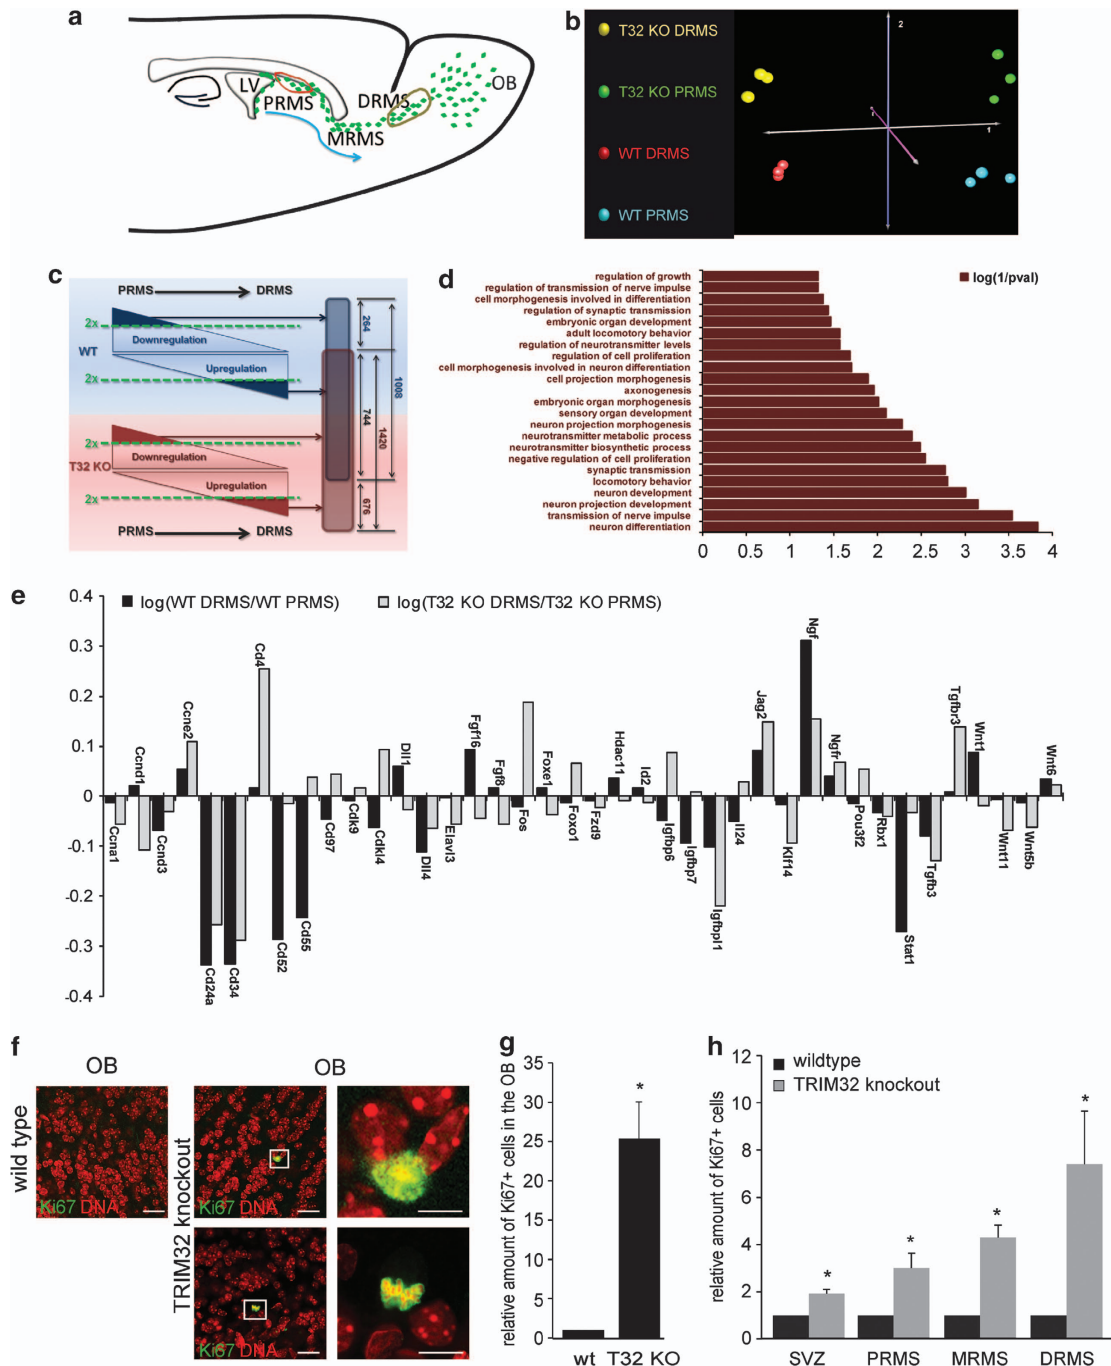 a
LV
PRMS
DRMS
OB
MRMS
b
T32 KO DRMS
T32 KO PRMS
WT DRMS
WT PRMS
2
1
c
PRMS
DRMS
2x
Downregulation
WT
Upregulation
2x
2x
Downregulation
T32 KO
Upregulation
2x
PRMS
DRMS
264
1008
744
1420
676
d
log(1/pval)
regulation of growth
regulation of transmission of nerve impulse
cell morphogenesis involved in differentiation
regulation of synaptic transmission
embryonic organ development
adult locomotory behavior
regulation of neurotransmitter levels
regulation of cell proliferation
cell morphogenesis involved in neuron differentiation
cell projection morphogenesis
axonogenesis
embryonic organ morphogenesis
sensory organ development
neuron projection morphogenesis
neurotransmitter metabolic process
neurotransmitter biosynthetic process
negative regulation of cell proliferation
synaptic transmission
locomotory behavior
neuron development
neuron projection development
transmission of nerve impulse
neuron differentiation
0 0.5 1 1.5 2 2.5 3 3.5 4
e
log(WT DRMS/WT PRMS)
log(T32 KO DRMS/T32 KO PRMS)
0.4
0.3
0.2
0.1
0
-0.1
-0.2
-0.3
-0.4
Ccna1
Ccnd1
Ccnd3
Ccne2
Cd24a
Cd34
Cd4
Cd52
Cd55
Cd97
Cdk9
Cdkl4
Dll1
Dll4
Elavl3
Fgf16
Fgf8
Fos
Foxe1
Foxo1
Fzd9
Hdac11
Id2
Igfbp6
Igfbp7
Igfbpl1
Il24
Jag2
Klf14
Ngf
Ngfr
Pou3f2
Rbx1
Stat1
Tgfb3
Tgfbr3
Wnt1
Wnt11
Wnt5b
Wnt6
f
OB
OB
wild type
Ki67 DNA
TRIM32 knockout
Ki67 DNA
Ki67 DNA
g
relative amount of Ki67+ cells in the OB
35
30
25
20
15
10
5
0
*
wt T32 KO
h
wildtype
TRIM32 knockout
relative amount of Ki67+ cells
12
10
8
6
4
2
0
*
*
*
*
SVZ PRMS MRMS DRMS